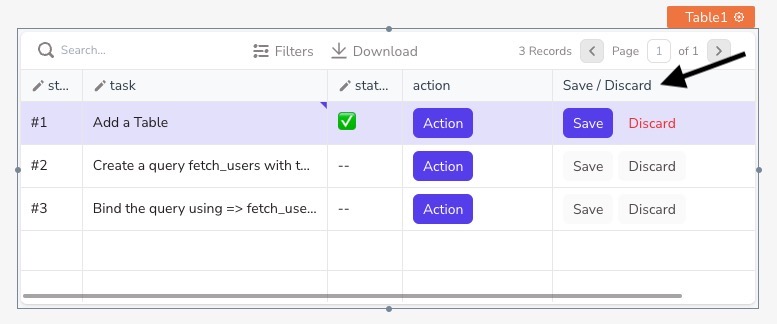 Table1
Search... Filters Download 3 Records Page 1 of 1
st... task stat... action Save / Discard
#1 Add a Table ✅ Action Save Discard
#2 Create a query fetch_users with t... -- Action Save Discard
#3 Bind the query using => fetch_use... -- Action Save Discard